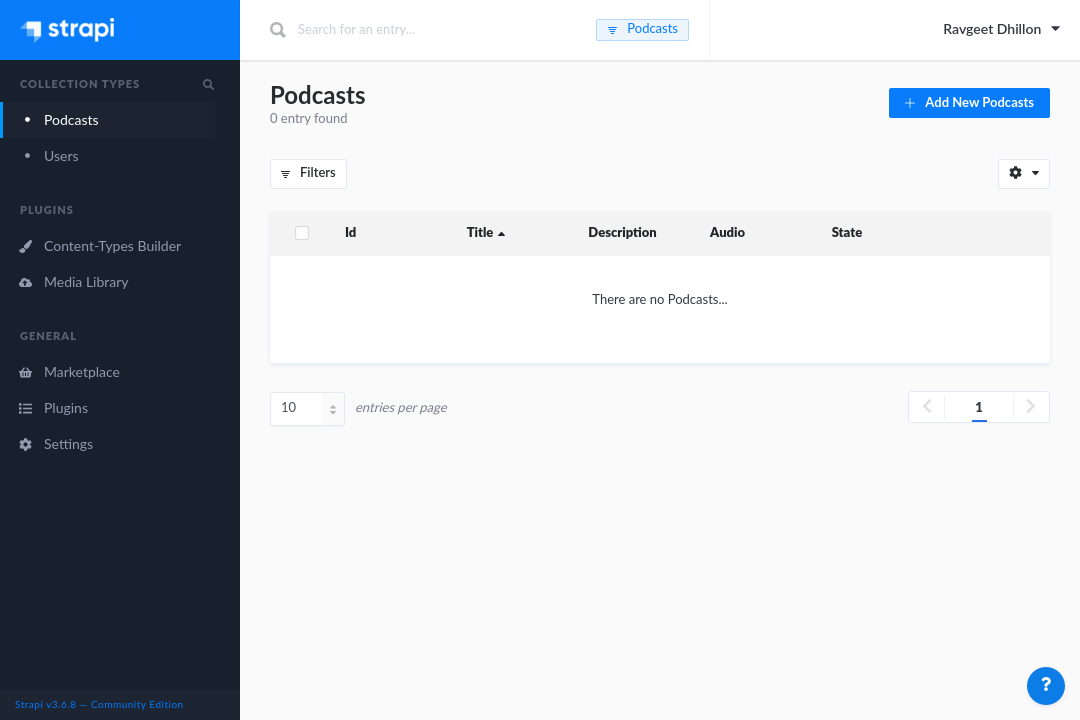 strapi
Search for an entry...
Podcasts
Ravgeet Dhillon
COLLECTION TYPES
Podcasts
Users
PLUGINS
Content-Types Builder
Media Library
GENERAL
Marketplace
Plugins
Settings
Strapi v3.6.8 — Community Edition
Podcasts
0 entry found
Add New Podcasts
Filters
Id Title Description Audio State
There are no Podcasts...
10 entries per page
1
?